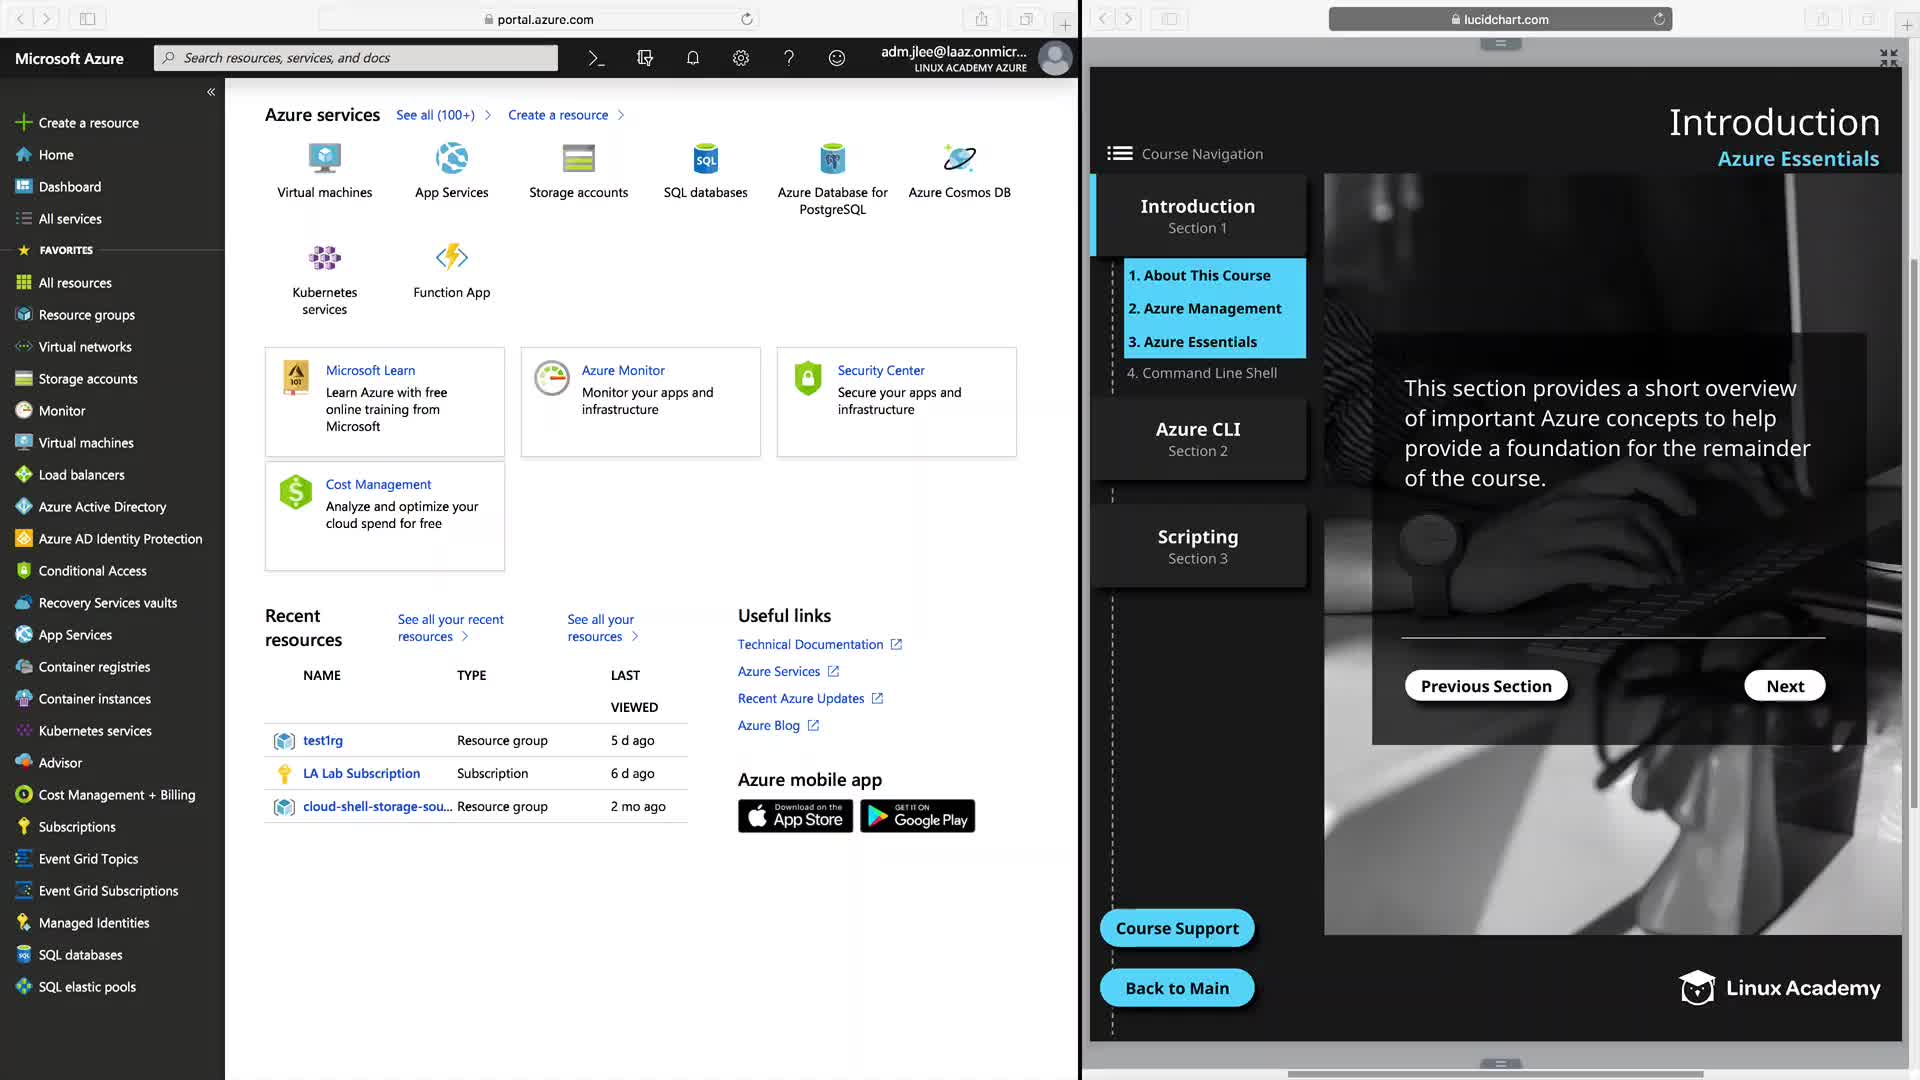 portal.azure.com
Microsoft Azure
Search resources, services, and docs
adm.jlee@laaz.onmicr...
LINUX ACADEMY AZURE
Create a resource
Home
Dashboard
All services
FAVORITES
All resources
Resource groups
Virtual networks
Storage accounts
Monitor
Virtual machines
Load balancers
Azure Active Directory
Azure AD Identity Protection
Conditional Access
Recovery Services vaults
App Services
Container registries
Container instances
Kubernetes services
Advisor
Cost Management + Billing
Subscriptions
Event Grid Topics
Event Grid Subscriptions
Managed Identities
SQL databases
SQL elastic pools
Azure services
See all (100+)
Create a resource
Virtual machines
App Services
Storage accounts
SQL
SQL databases
Azure Database for
PostgreSQL
Azure Cosmos DB
Kubernetes
services
Function App
101
Microsoft Learn
Learn Azure with free
online training from
Microsoft
Azure Monitor
Monitor your apps and
infrastructure
Security Center
Secure your apps and
infrastructure
Cost Management
Analyze and optimize your
cloud spend for free
Recent
resources
See all your recent
resources
See all your
resources
NAME TYPE LAST
VIEWED
test1rg Resource group 5 d ago
LA Lab Subscription Subscription 6 d ago
cloud-shell-storage-sou... Resource group 2 mo ago
Useful links
Technical Documentation
Azure Services
Recent Azure Updates
Azure Blog
Azure mobile app
Download on the
App Store
GET IT ON
Google Play
lucidchart.com
Introduction
Azure Essentials
Course Navigation
Introduction
Section 1
1. About This Course
2. Azure Management
3. Azure Essentials
4. Command Line Shell
Azure CLI
Section 2
Scripting
Section 3
This section provides a short overview
of important Azure concepts to help
provide a foundation for the remainder
of the course.
Previous Section
Next
Course Support
Back to Main
Linux Academy